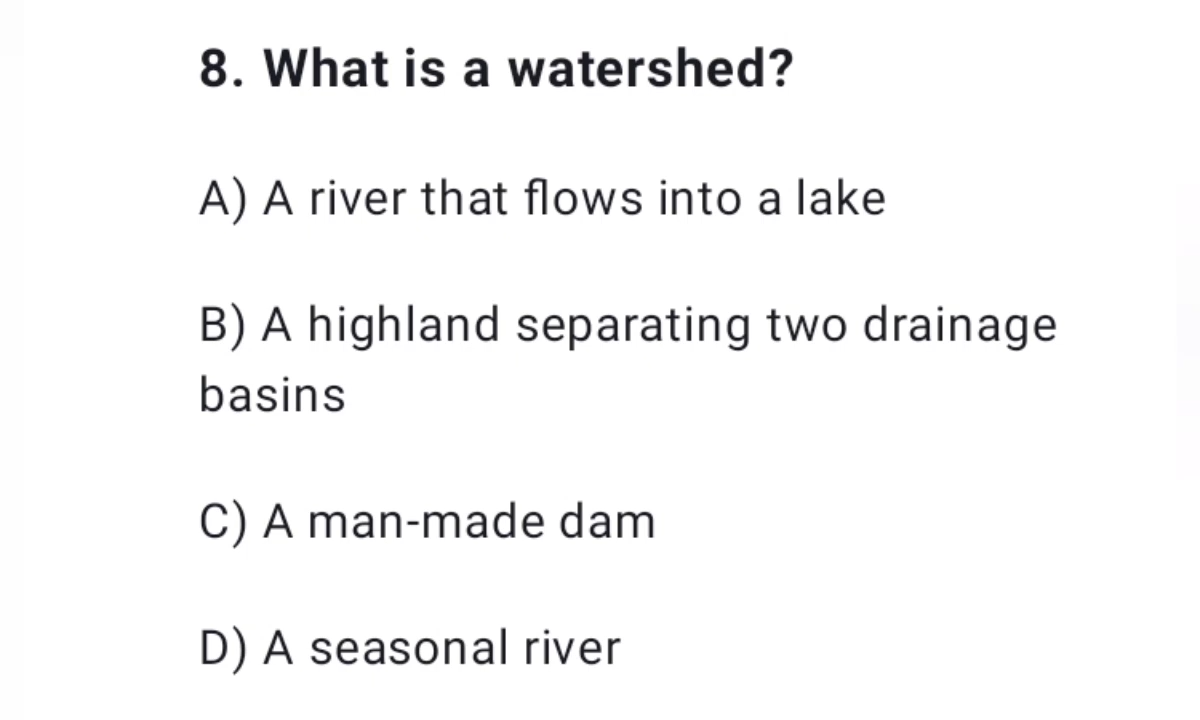 8. What is a watershed?
A) A river that flows into a lake
B) A highland separating two drainage
basins
C) A man-made dam
D) A seasonal river